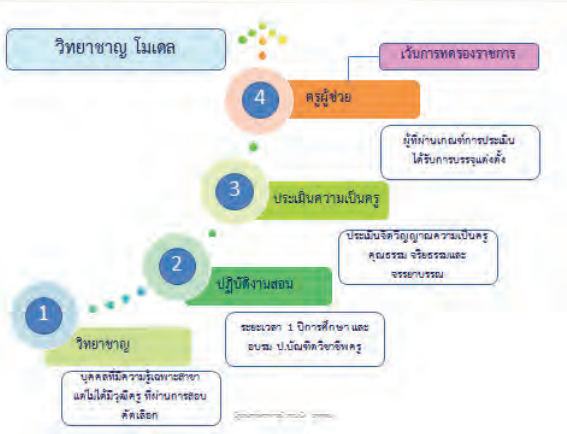 วิทยาชาญ โมเดล
เว้นการทดรองราชการ
4
ครูผู้ช่วย
ผู้ที่ผ่านเกณฑ์การประเมิน
ได้รับการบรรจุแต่งตั้ง
3
ประเมินความเป็นครู
ประเมินจิตวิญญาณความเป็นครู
คุณธรรม จริยธรรมและ
จรรยาบรรณ
2
ปฏิบัติงานสอน
ระยะเวลา 1 ปีการศึกษา และ
อบรม ป.บัณฑิตวิชาชีพครู
1
วิทยาชาญ
บุคคลที่มีความรู้เฉพาะสาขา
แต่ไม่ได้มีวุฒิครู ที่ผ่านการสอบ
คัดเลือก